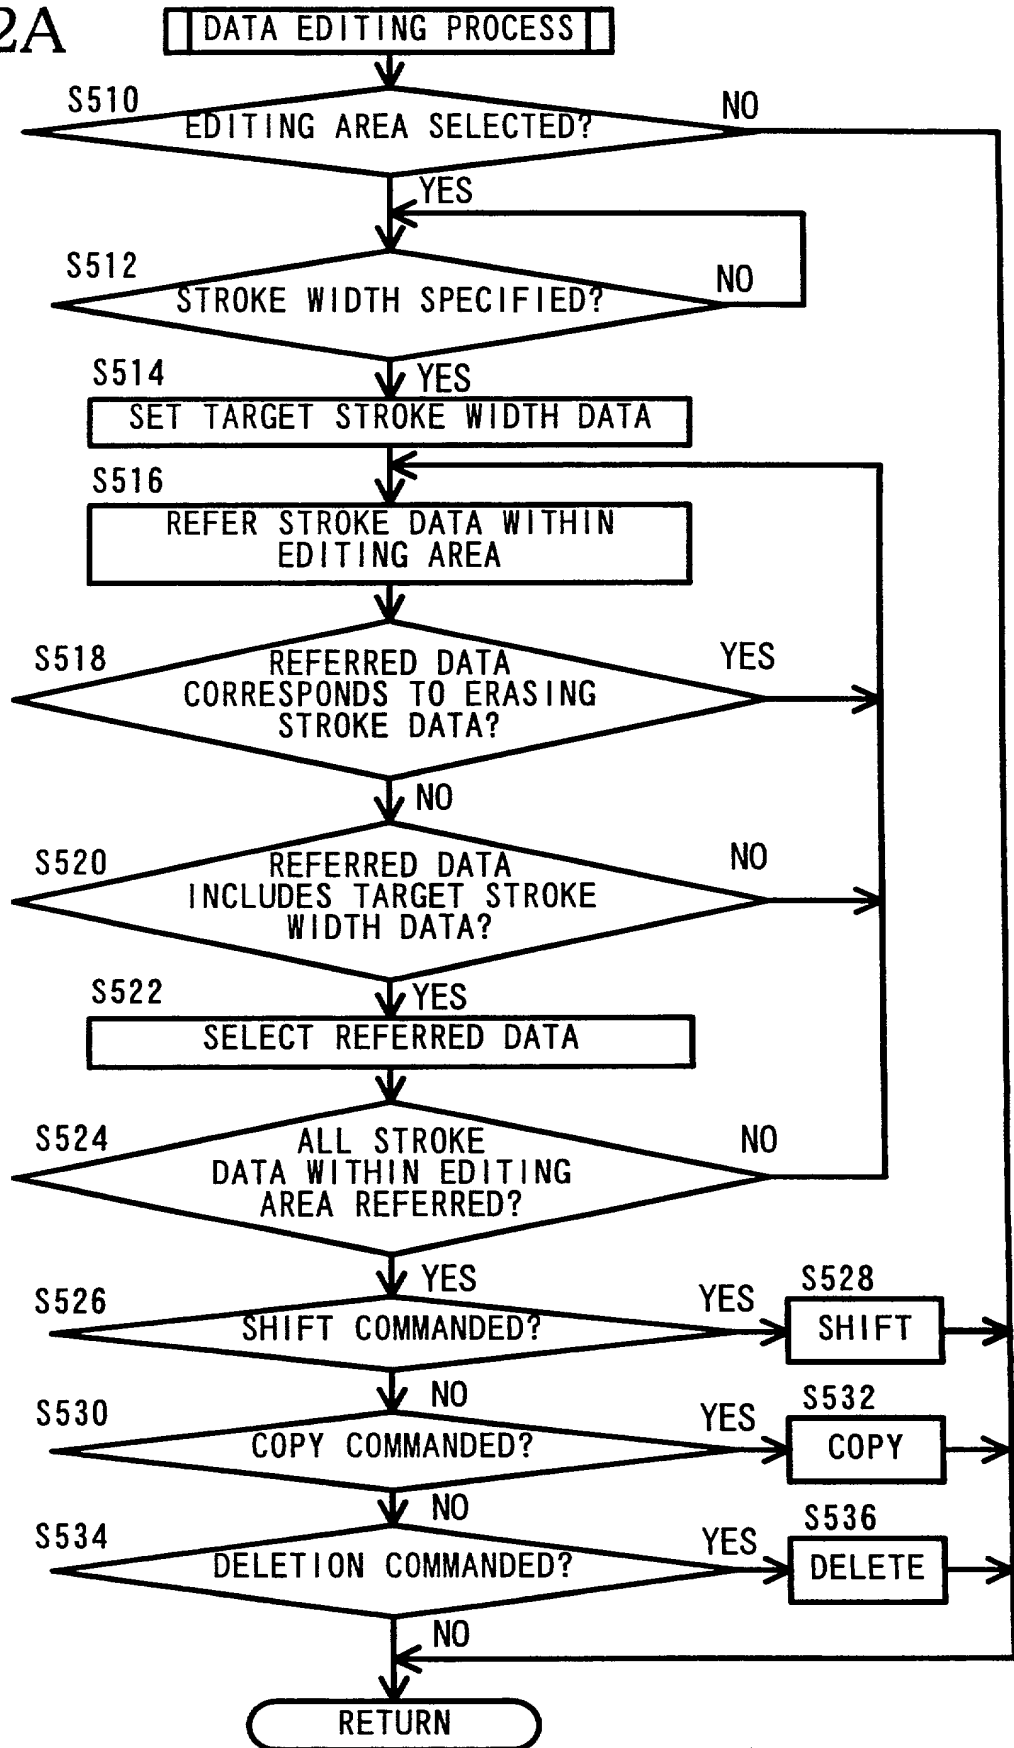 2A
DATA EDITING PROCESS
S510
EDITING AREA SELECTED?
NO
YES
S512
STROKE WIDTH SPECIFIED?
NO
YES
S514
SET TARGET STROKE WIDTH DATA
S516
REFER STROKE DATA WITHIN
EDITING AREA
S518
REFERRED DATA
CORRESPONDS TO ERASING
STROKE DATA?
YES
NO
S520
REFERRED DATA
INCLUDES TARGET STROKE
WIDTH DATA?
NO
YES
S522
SELECT REFERRED DATA
S524
ALL STROKE
DATA WITHIN EDITING
AREA REFERRED?
NO
YES
S526
SHIFT COMMANDED?
YES
S528
SHIFT
NO
S530
COPY COMMANDED?
YES
S532
COPY
NO
S534
DELETION COMMANDED?
YES
S536
DELETE
NO
RETURN